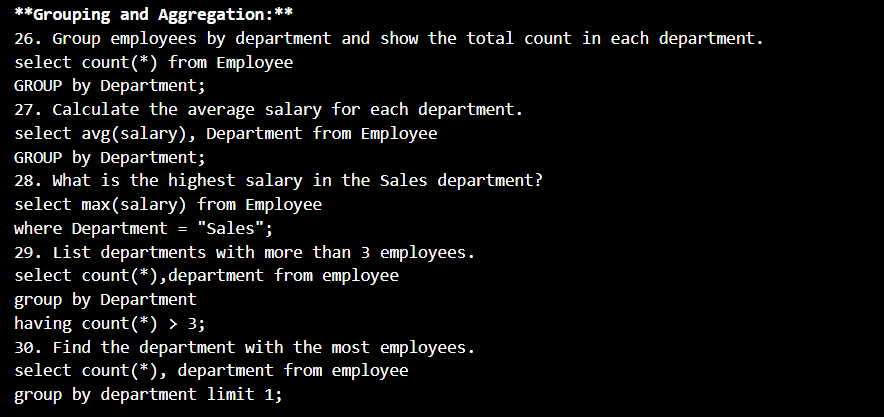 **Grouping and Aggregation:**
26. Group employees by department and show the total count in each department.
select count(*) from Employee
GROUP by Department;
27. Calculate the average salary for each department.
select avg(salary), Department from Employee
GROUP by Department;
28. What is the highest salary in the Sales department?
select max(salary) from Employee
where Department = "Sales";
29. List departments with more than 3 employees.
select count(*),department from employee
group by Department
having count(*) > 3;
30. Find the department with the most employees.
select count(*), department from employee
group by department limit 1;